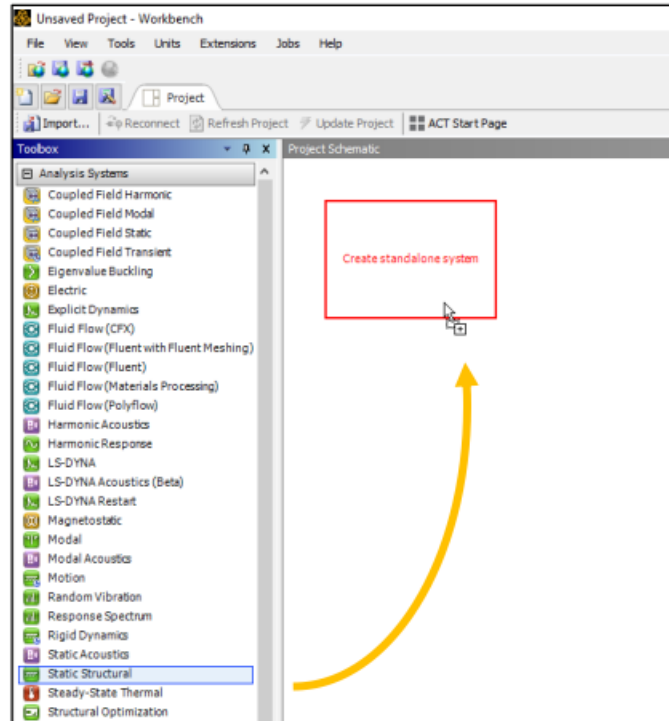 Unsaved Project - Workbench
File View Tools Units Extensions Jobs Help
Project
Import... Reconnect Refresh Project Update Project ACT Start Page
Toolbox
Project Schematic
Analysis Systems
Coupled Field Harmonic
Coupled Field Modal
Coupled Field Static
Coupled Field Transient
Eigenvalue Buckling
Electric
Explicit Dynamics
Fluid Flow (CFX)
Fluid Flow (Fluent with Fluent Meshing)
Fluid Flow (Fluent)
Fluid Flow (Materials Processing)
Fluid Flow (Polyflow)
Harmonic Acoustics
Harmonic Response
LS-DYNA
LS-DYNA Acoustics (Beta)
LS-DYNA Restart
Magnetostatic
Modal
Modal Acoustics
Motion
Random Vibration
Response Spectrum
Rigid Dynamics
Static Acoustics
Static Structural
Steady-State Thermal
Structural Optimization
Create standalone system